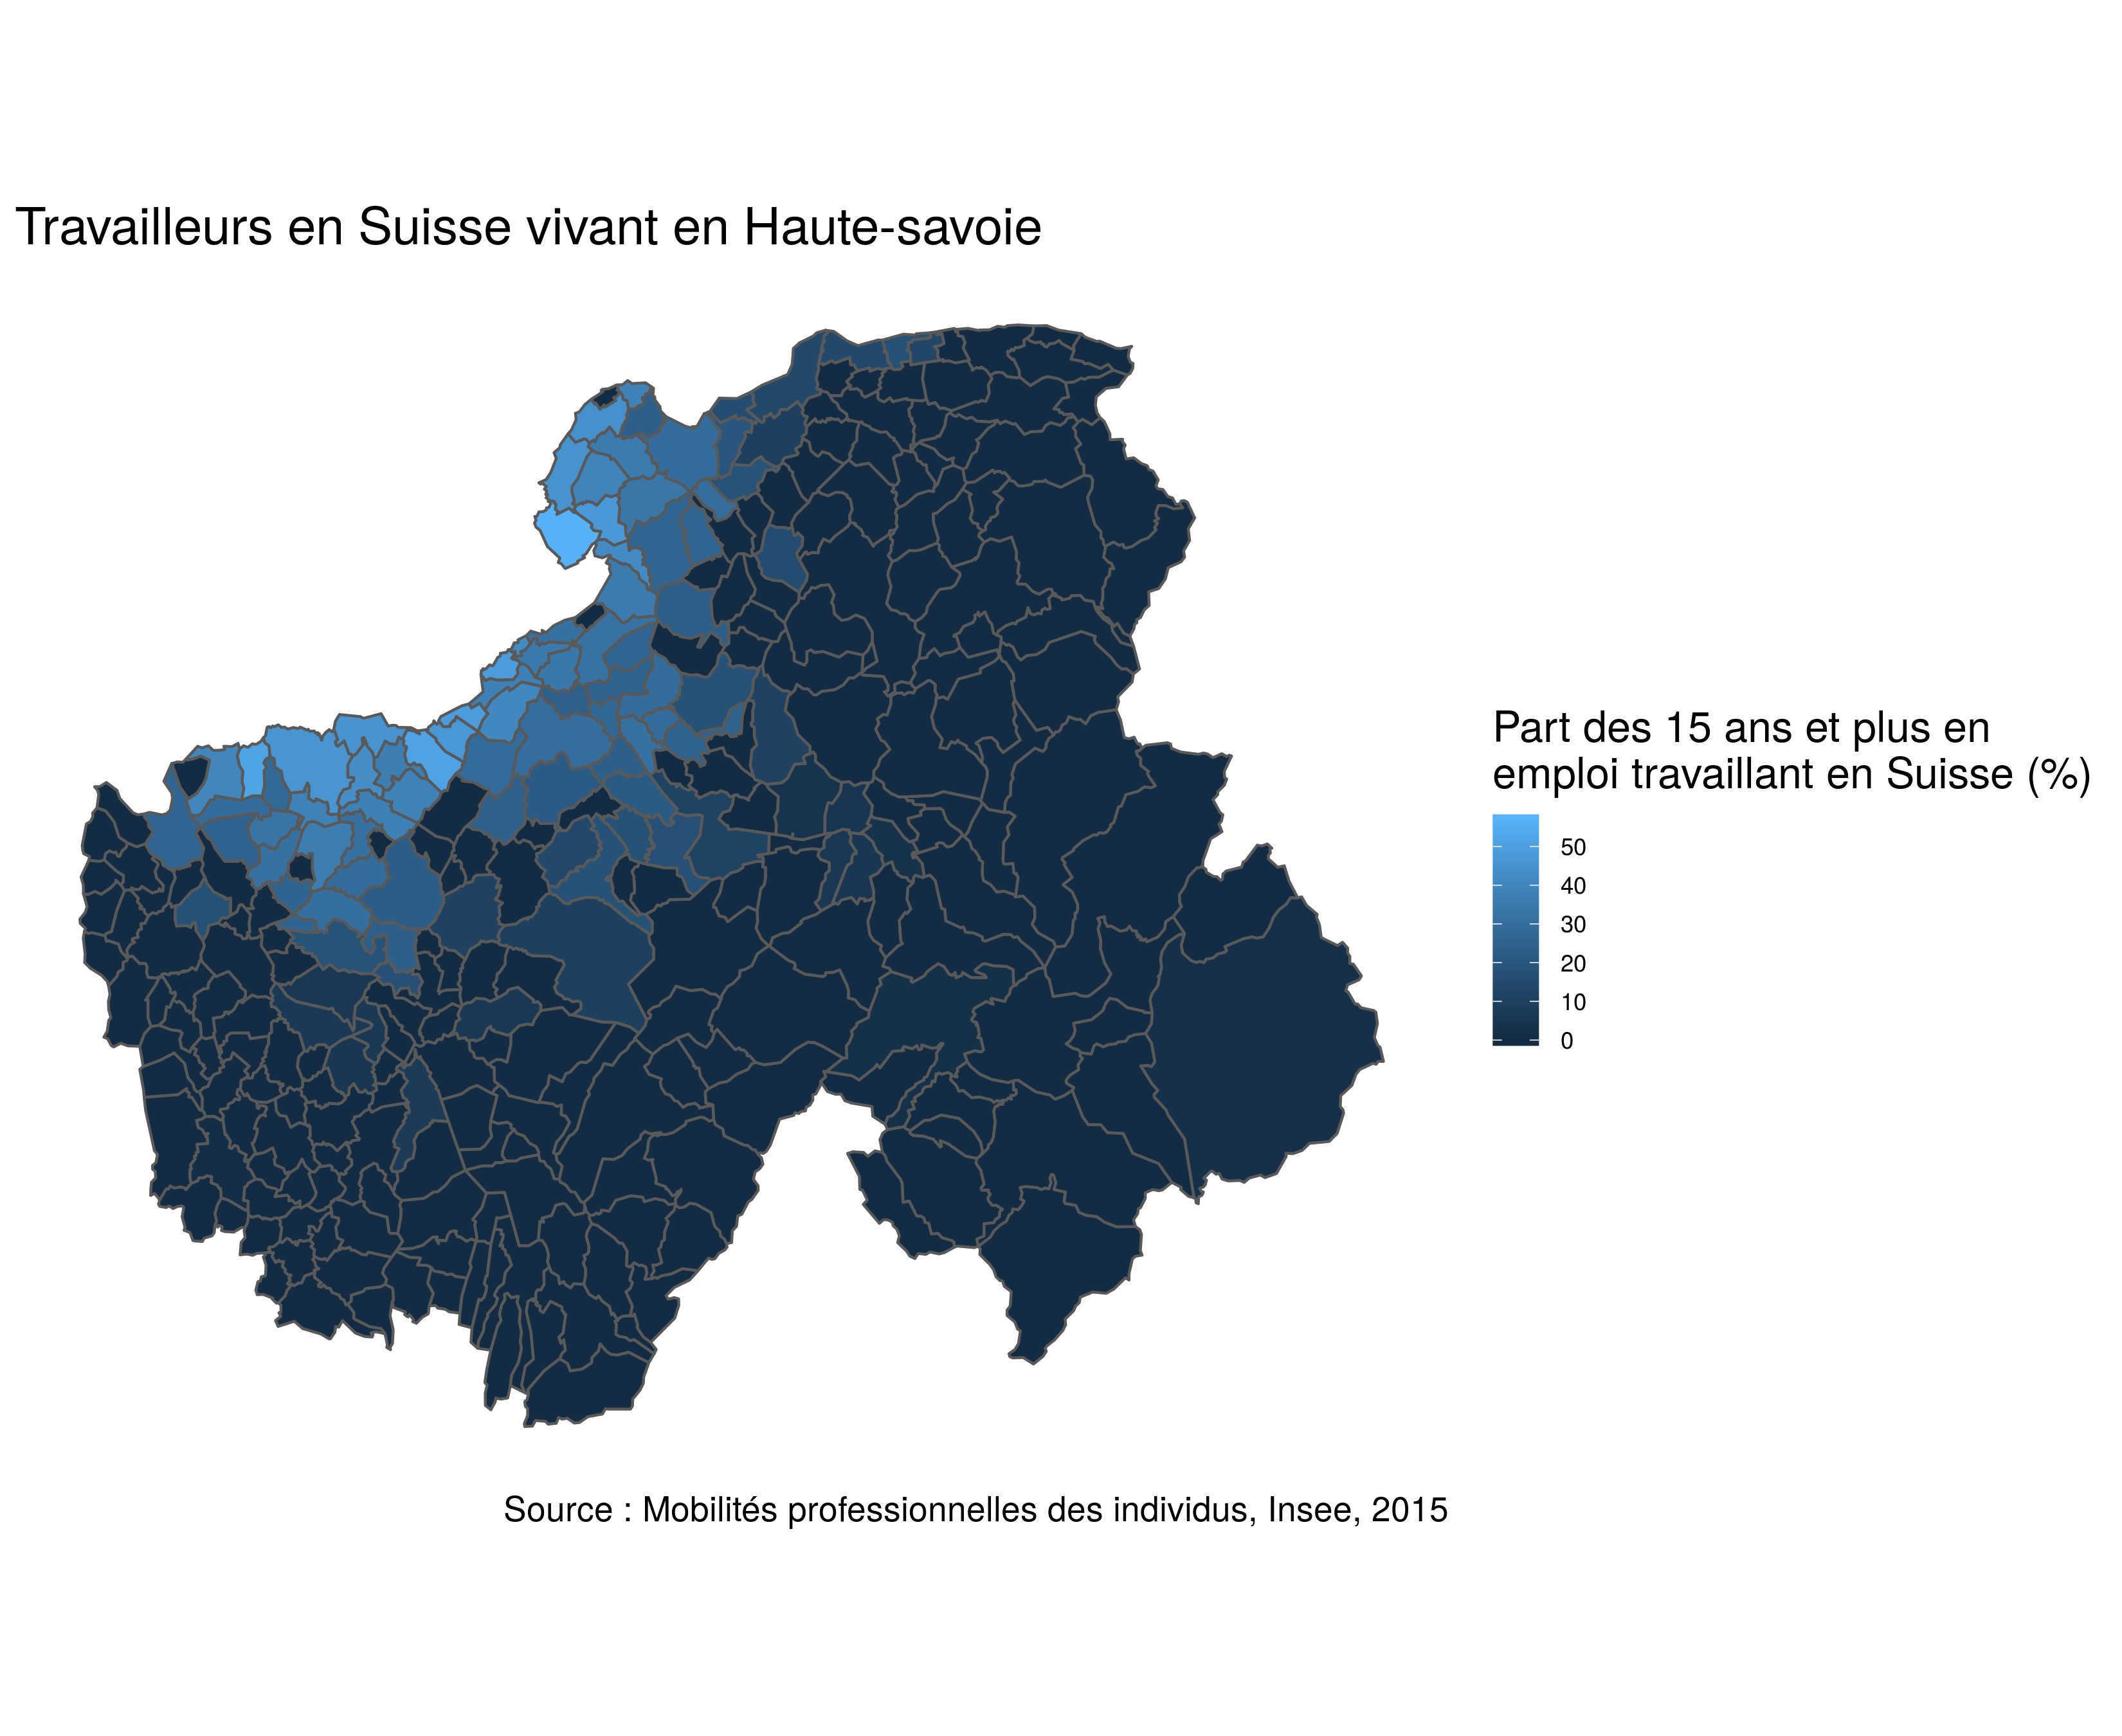 Travailleurs en Suisse vivant en Haute-savoie
Part des 15 ans et plus en
emploi travaillant en Suisse (%)
50
40
30
20
10
0
Source : Mobilités professionnelles des individus, Insee, 2015